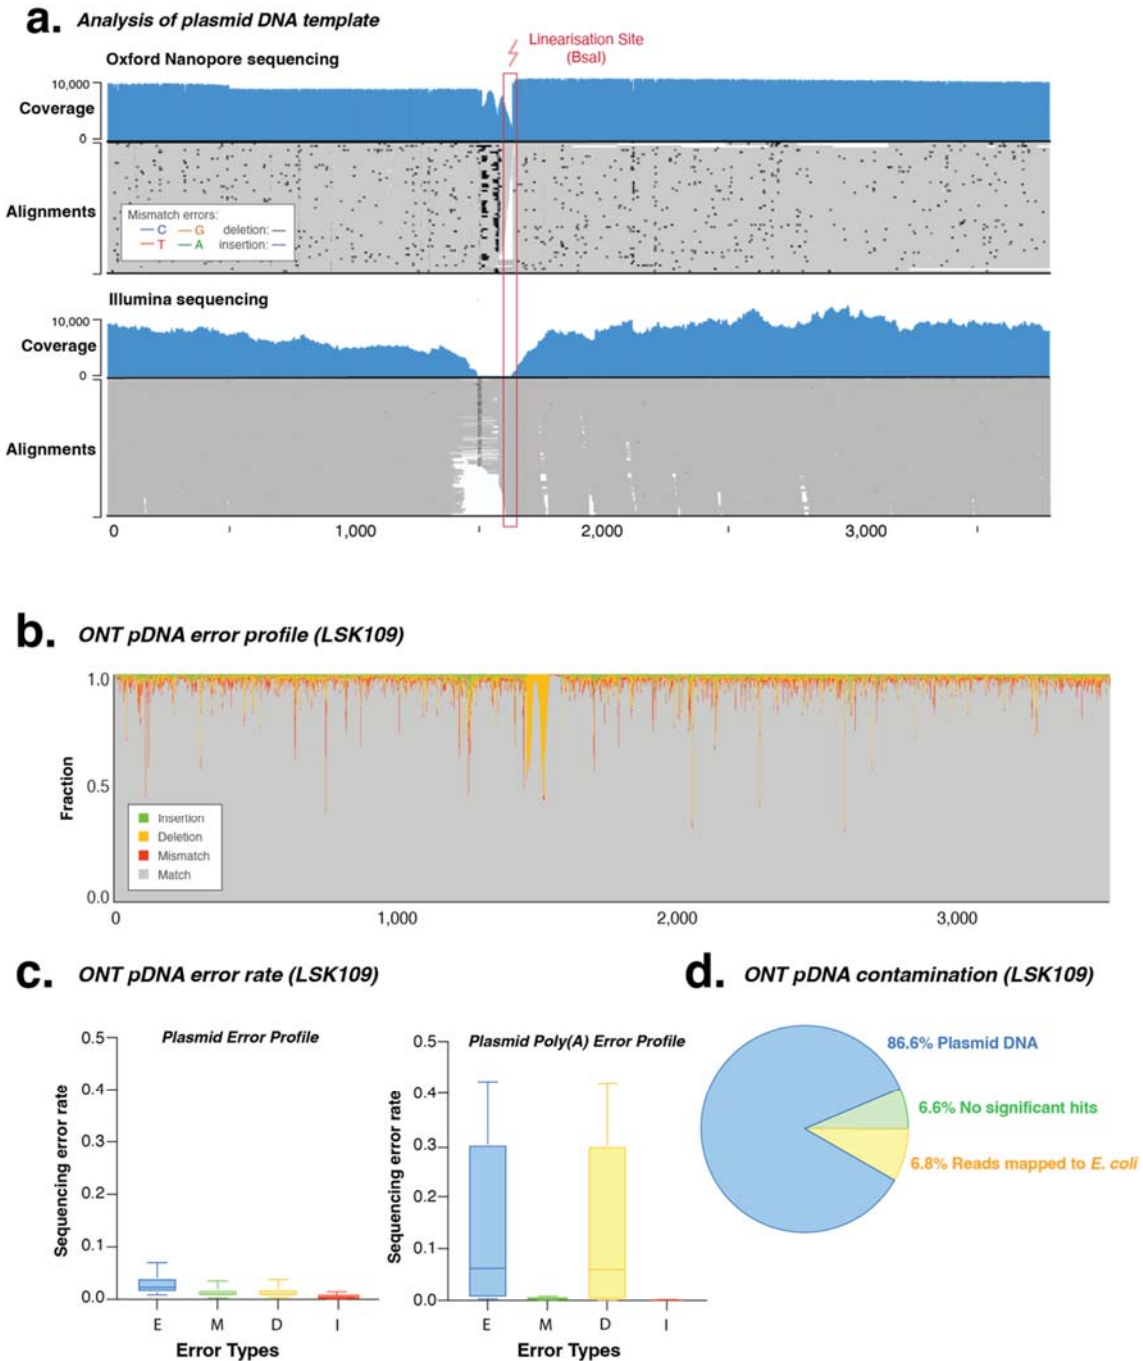 a. Analysis of plasmid DNA template
Linearisation Site
(BsaI)
Oxford Nanopore sequencing
10,000
Coverage
0
Alignments
Mismatch errors:
C G deletion:
T A insertion:
Illumina sequencing
10,000
Coverage
0
Alignments
0 1,000 2,000 3,000
b. ONT pDNA error profile (LSK109)
1.0
0.5
0.0
Fraction
Insertion
Deletion
Mismatch
Match
0 1,000 2,000 3,000
c. ONT pDNA error rate (LSK109)
Plasmid Error Profile
Sequencing error rate
0.5
0.4
0.3
0.2
0.1
0.0
E M D I
Error Types
Plasmid Poly(A) Error Profile
Sequencing error rate
0.5
0.4
0.3
0.2
0.1
0.0
E M D I
Error Types
d. ONT pDNA contamination (LSK109)
86.6% Plasmid DNA
6.6% No significant hits
6.8% Reads mapped to E. coli